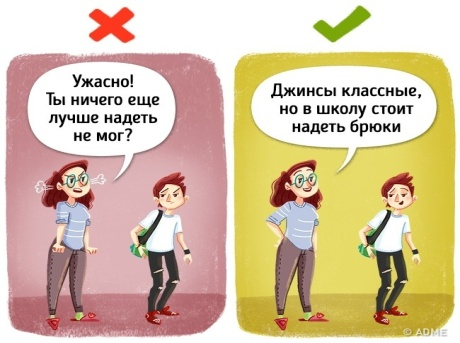 Ужасно!
Ты ничего еще
лучше надеть
не мог?
Джинсы классные,
но в школу стоит
надеть брюки
© ADME